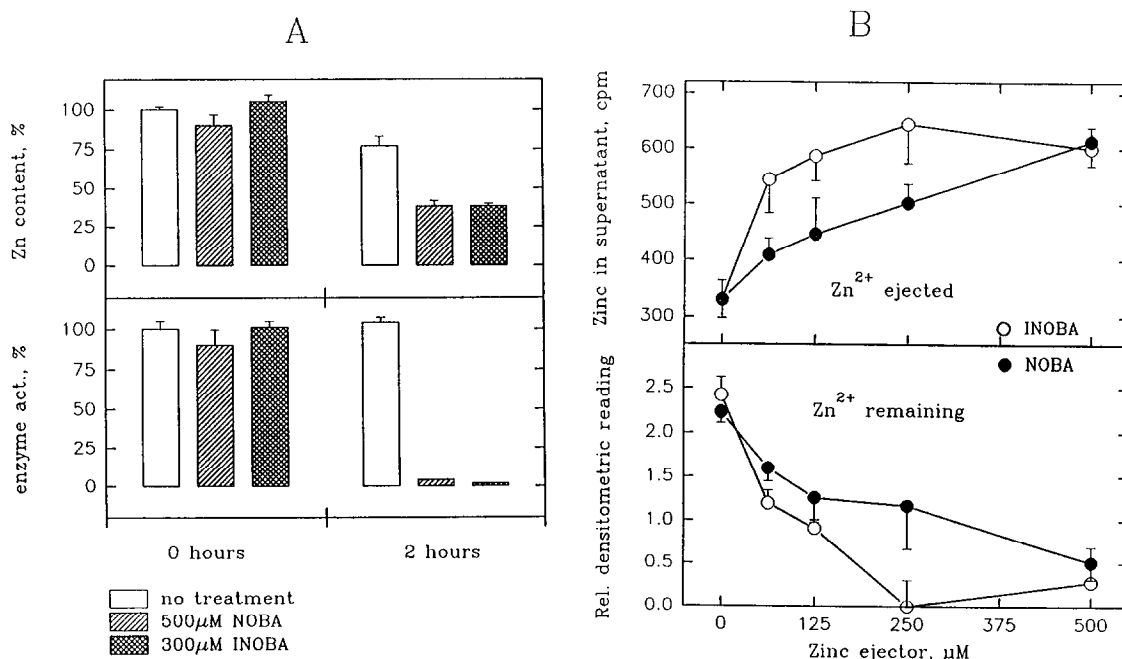 A
Zn content, %
100
75
50
25
0
enzyme act., %
100
75
50
25
0
0 hours
2 hours
no treatment
500μM NOBA
300μM INOBA
B
Zinc in supernatant, cpm
700
600
500
400
300
Zn²⁺ ejected
INOBA
NOBA
Rel. densitometric reading
2.5
2.0
1.5
1.0
0.5
0.0
Zn²⁺ remaining
0 125 250 375 500
Zinc ejector, μM